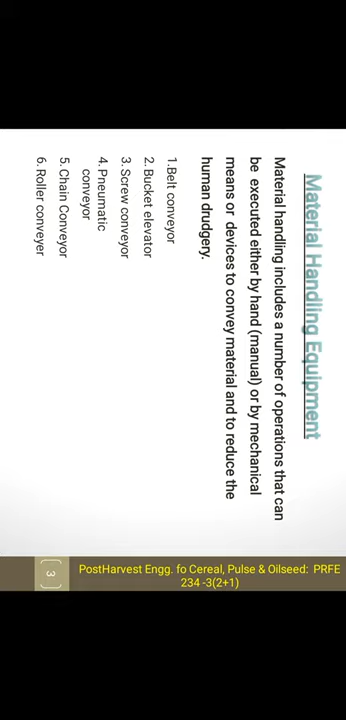 Material Handling Equipment
Material handling includes a number of operations that can
be executed either by hand (manual) or by mechanical
means or devices to convey material and to reduce the
human drudgery.
1.Belt conveyor
2. Bucket elevator
3. Screw conveyor
4. Pneumatic
conveyor
5. Chain Conveyor
6. Roller conveyer
PostHarvest Engg. fo Cereal, Pulse & Oilseed: PRFE
234 -3(2+1)
3